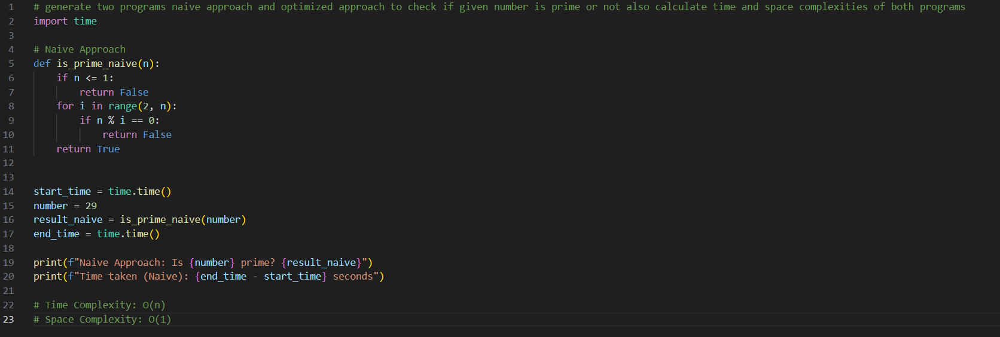 1 # generate two programs naive approach and optimized approach to check if given number is prime or not also calculate time and space complexities of both programs
2 import time
3
4 # Naive Approach
5 def is_prime_naive(n):
6     if n <= 1:
7         return False
8     for i in range(2, n):
9         if n % i == 0:
10             return False
11     return True
12
13
14 start_time = time.time()
15 number = 29
16 result_naive = is_prime_naive(number)
17 end_time = time.time()
18
19 print(f"Naive Approach: Is {number} prime? {result_naive}")
20 print(f"Time taken (Naive): {end_time - start_time} seconds")
21
22 # Time Complexity: O(n)
23 # Space Complexity: O(1)